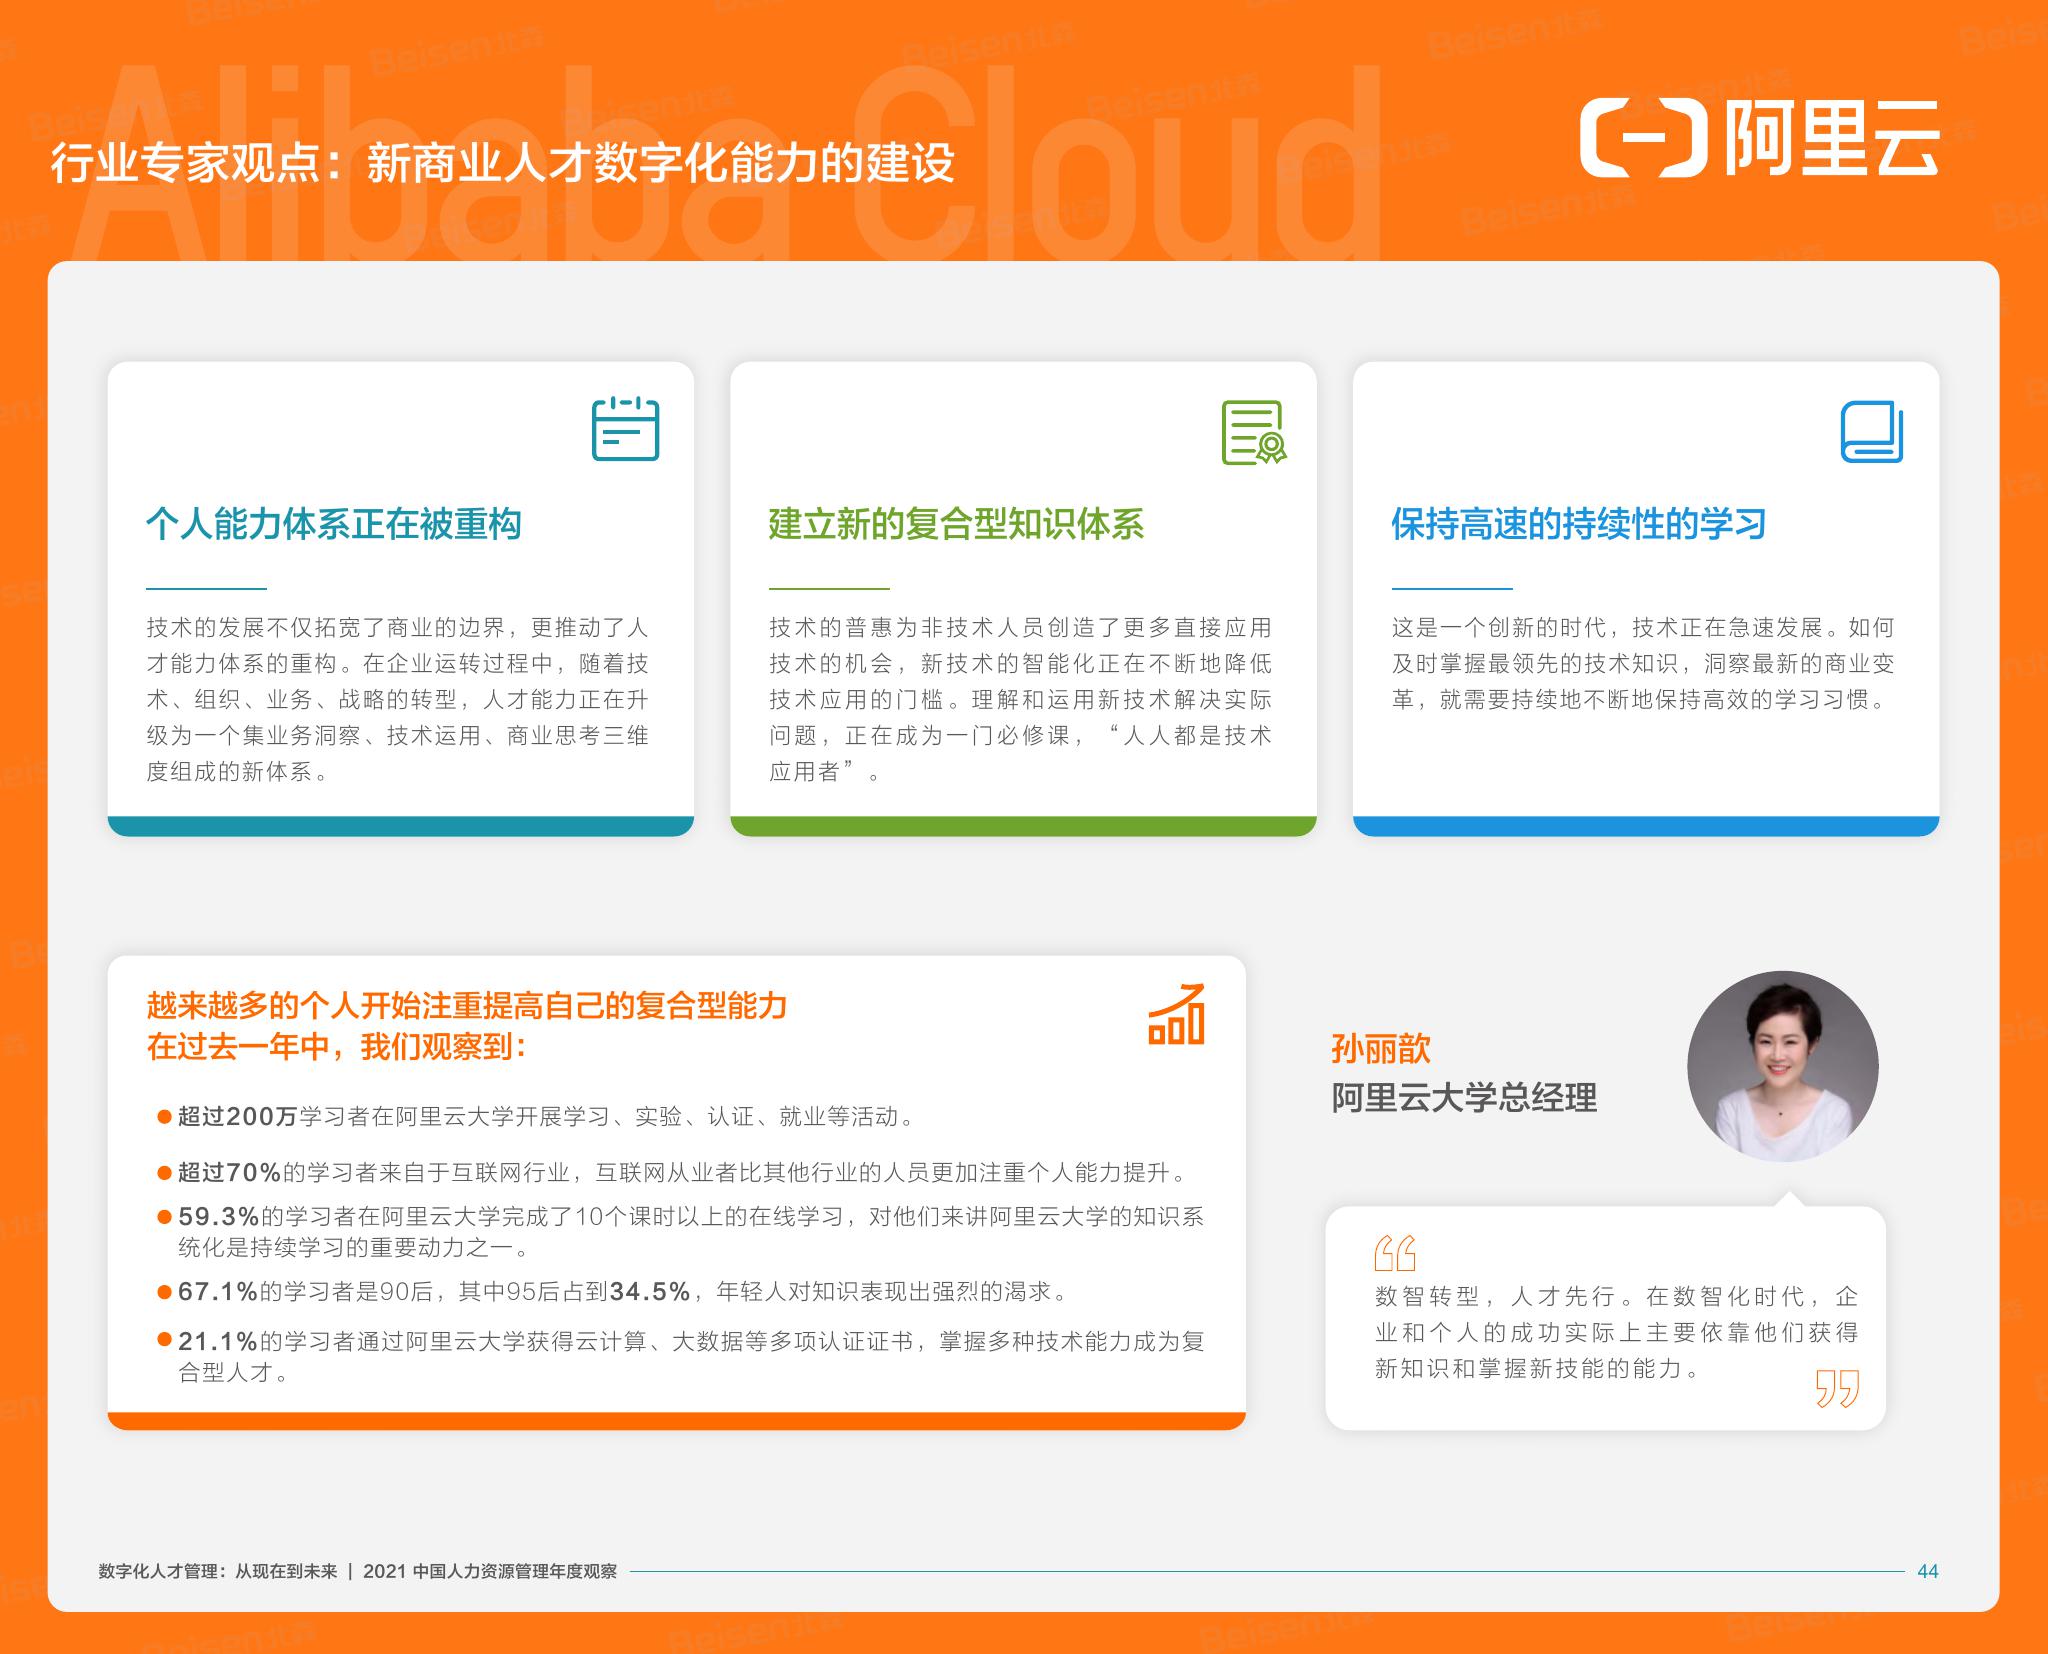 Alibaba Cloud
阿里云
行业专家观点：新商业人才数字化能力的建设
个人能力体系正在被重构
技术的发展不仅拓宽了商业的边界，更推动了人
才能力体系的重构。在企业运转过程中，随着技
术、组织、业务、战略的转型，人才能力正在升
级为一个集业务洞察、技术运用、商业思考三维
度组成的新体系。
建立新的复合型知识体系
技术的普惠为非技术人员创造了更多直接应用
技术的机会，新技术的智能化正在不断地降低
技术应用的门槛。理解和运用新技术解决实际
问题，正在成为一门必修课，“人人都是技术
应用者”。
保持高速的持续性的学习
这是一个创新的时代，技术正在急速发展。如何
及时掌握最领先的技术知识，洞察最新的商业变
革，就需要持续地不断地保持高效的学习习惯。
越来越多的个人开始注重提高自己的复合型能力
在过去一年中，我们观察到：
超过200万学习者在阿里云大学开展学习、实验、认证、就业等活动。
超过70%的学习者来自于互联网行业，互联网从业者比其他行业的人员更加注重个人能力提升。
59.3%的学习者在阿里云大学完成了10个课时以上的在线学习，对他们来讲阿里云大学的知识系
统化是持续学习的重要动力之一。
67.1%的学习者是90后，其中95后占到34.5%，年轻人对知识表现出强烈的渴求。
21.1%的学习者通过阿里云大学获得云计算、大数据等多项认证证书，掌握多种技术能力成为复
合型人才。
孙丽歆
阿里云大学总经理
数智转型，人才先行。在数智化时代，企
业和个人的成功实际上主要依靠他们获得
新知识和掌握新技能的能力。
数字化人才管理：从现在到未来 | 2021 中国人力资源管理年度观察
44
Beisen北森